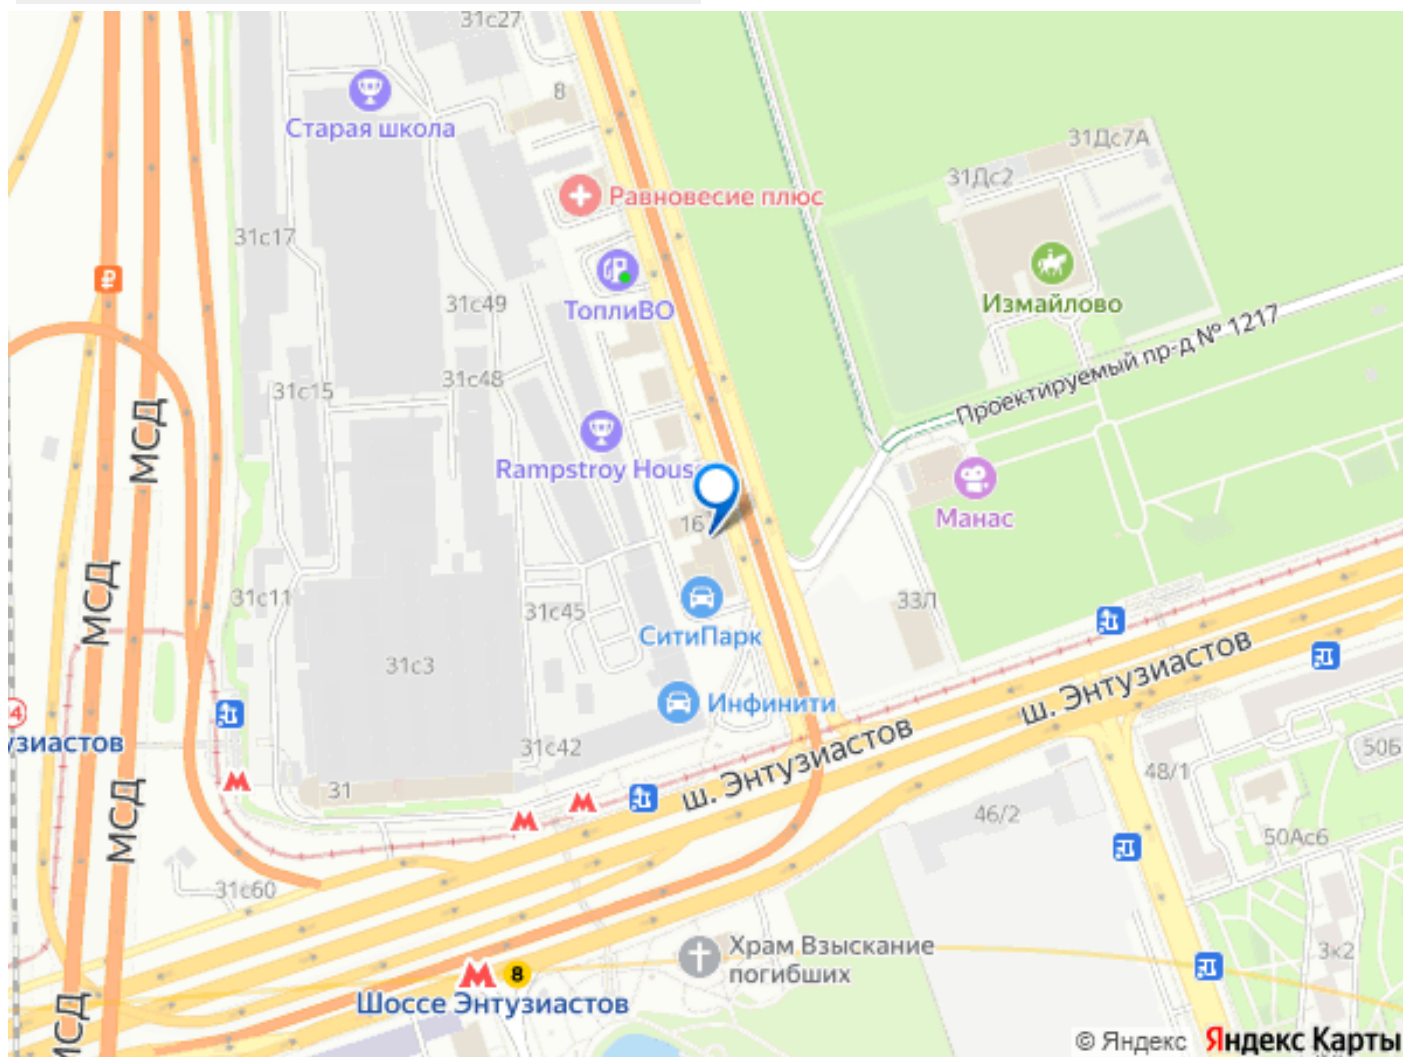 31с27
8
Старая школа
31Дс7А
31Дс2
Равновесие плюс
31с17
₽
Измайлово
31с49
ТоплиВО
Проектируемый пр-д № 1217
31с15
31с48
МСД
Rampstroy Hous
Манас
16
МСД
31с11
31с45
33Л
СитиПарк
31с3
ш. Энтузиастов
4
Инфинити
узиастов
31с42
ш. Энтузиастов
50Б
48/1
31
МСД
46/2
50Ас6
31с60
Храм Взыскание
погибших
3к2
8
Шоссе Энтузиастов
МСД
© Яндекс Яндекс Карты